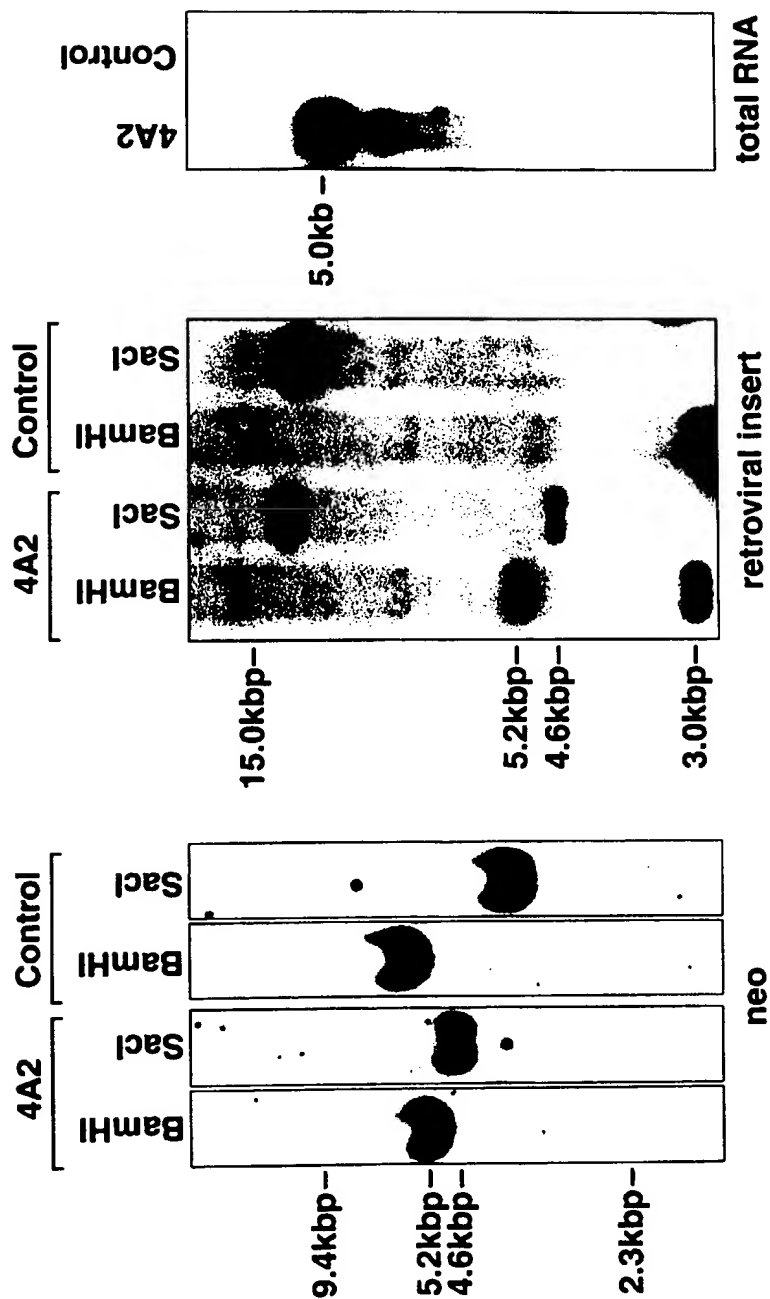 4A2 Control
BamHI SacI BamHI SacI
9.4kbp–
5.2kbp–
4.6kbp–
2.3kbp–
neo
4A2 Control
BamHI SacI BamHI SacI
15.0kbp–
5.2kbp–
4.6kbp–
3.0kbp–
retroviral insert
4A2 Control
5.0kb –
total RNA